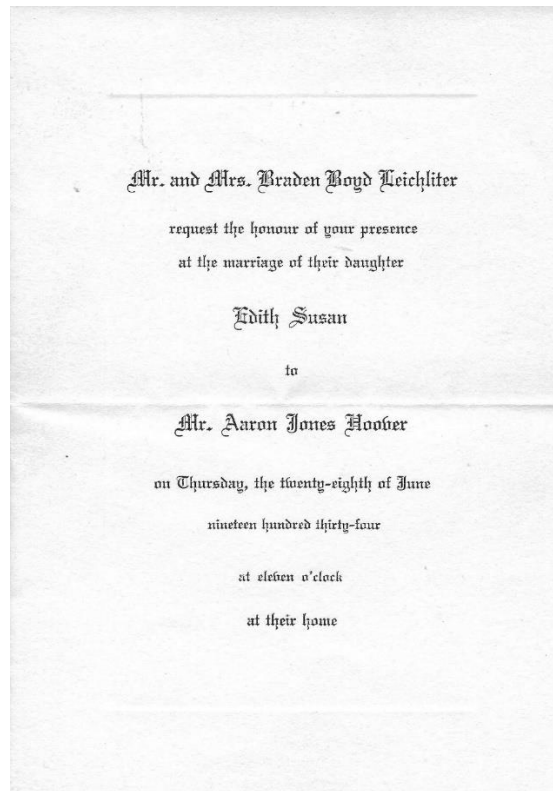 Mr. and Mrs. Braden Boyd Leichliter
request the honour of your presence
at the marriage of their daughter
Edith Susan
to
Mr. Aaron Jones Hoover
on Thursday, the twenty-eighth of June
nineteen hundred thirty-four
at eleven o'clock
at their home